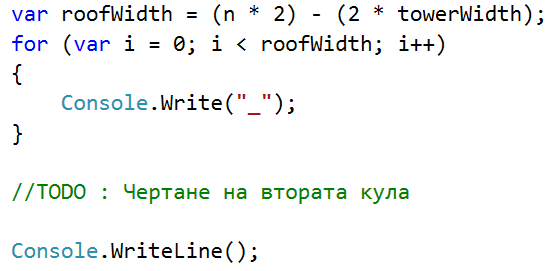 var roofWidth = (n * 2) - (2 * towerWidth);
for (var i = 0; i < roofWidth; i++)
{
    Console.Write("_");
}
//TODO : Чертане на втората кула
Console.WriteLine();